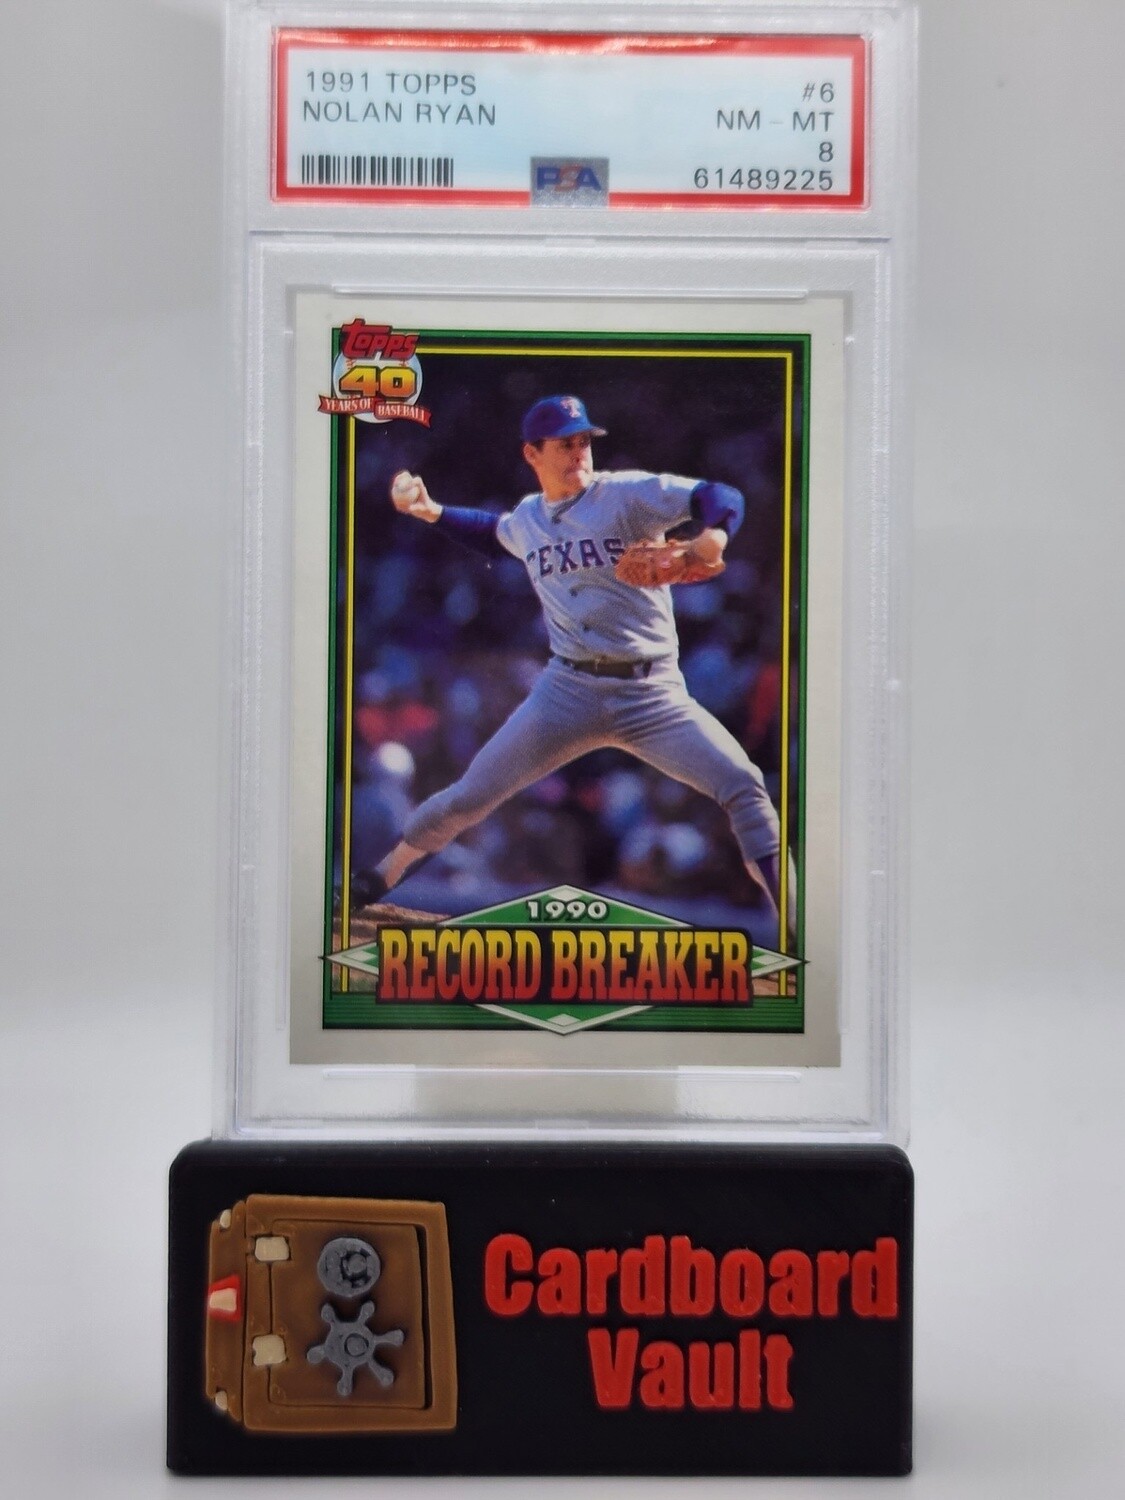 1991 TOPPS
#6
NOLAN RYAN
NM - MT
8
PSA
61489225
TOPPS
40
YEARS OF BASEBALL
TEXAS
1990
RECORD BREAKER
Cardboard
Vault